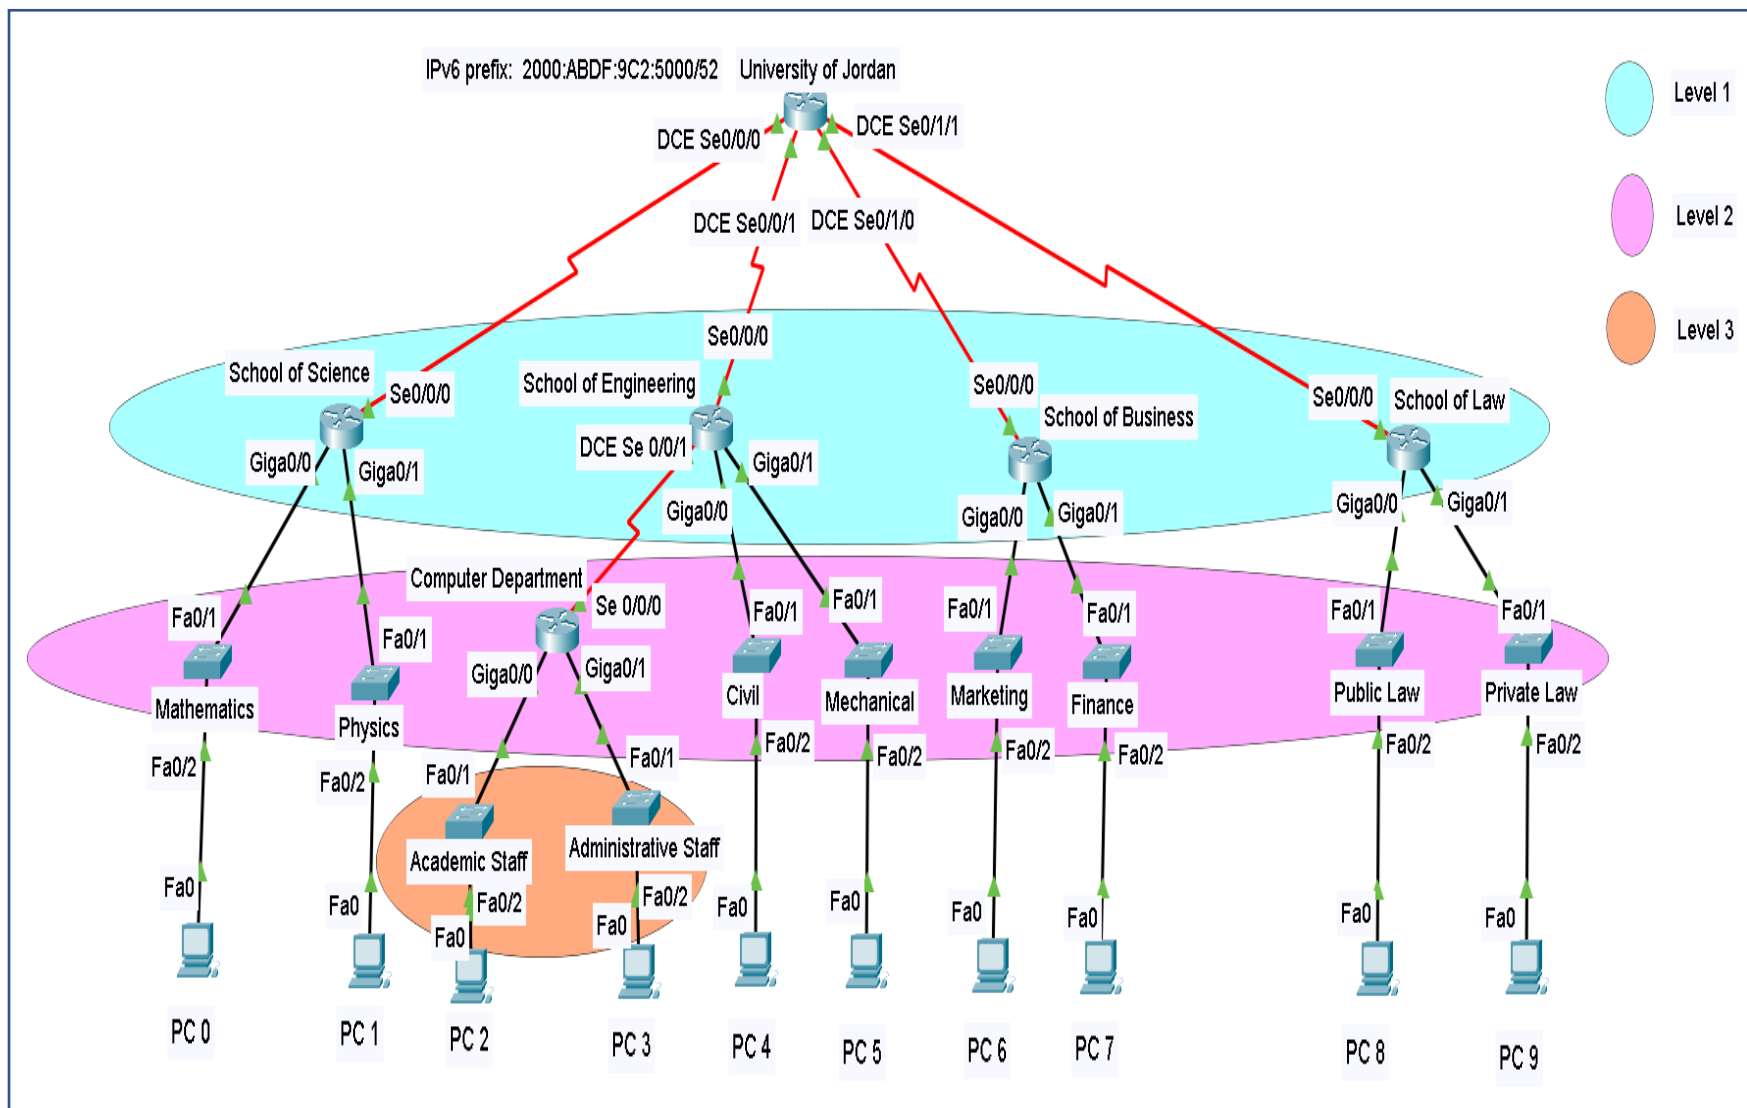 IPv6 prefix:  2000:ABDF:9C2:5000/52
University of Jordan
Level 1
DCE Se0/0/0
DCE Se0/1/1
Level 2
DCE Se0/0/1
DCE Se0/1/0
Level 3
School of Science
Se0/0/0
Se0/0/0
School of Engineering
Se0/0/0
School of Business
Se0/0/0
School of Law
Giga0/0
Giga0/1
DCE Se 0/0/1
Giga0/0
Giga0/1
Giga0/0
Giga0/1
Giga0/0
Giga0/1
Computer Department
Se 0/0/0
Fa0/1
Fa0/1
Giga0/0
Giga0/1
Fa0/1
Fa0/1
Fa0/1
Fa0/1
Fa0/1
Fa0/1
Mathematics
Physics
Civil
Mechanical
Marketing
Finance
Public Law
Private Law
Fa0/2
Fa0/2
Fa0/1
Fa0/1
Fa0/2
Fa0/2
Fa0/2
Fa0/2
Fa0/2
Fa0/2
Academic Staff
Administrative Staff
Fa0/2
Fa0/2
Fa0
Fa0
Fa0
Fa0
Fa0
Fa0
Fa0
Fa0
Fa0
Fa0
PC 0
PC 1
PC 2
PC 3
PC 4
PC 5
PC 6
PC 7
PC 8
PC 9